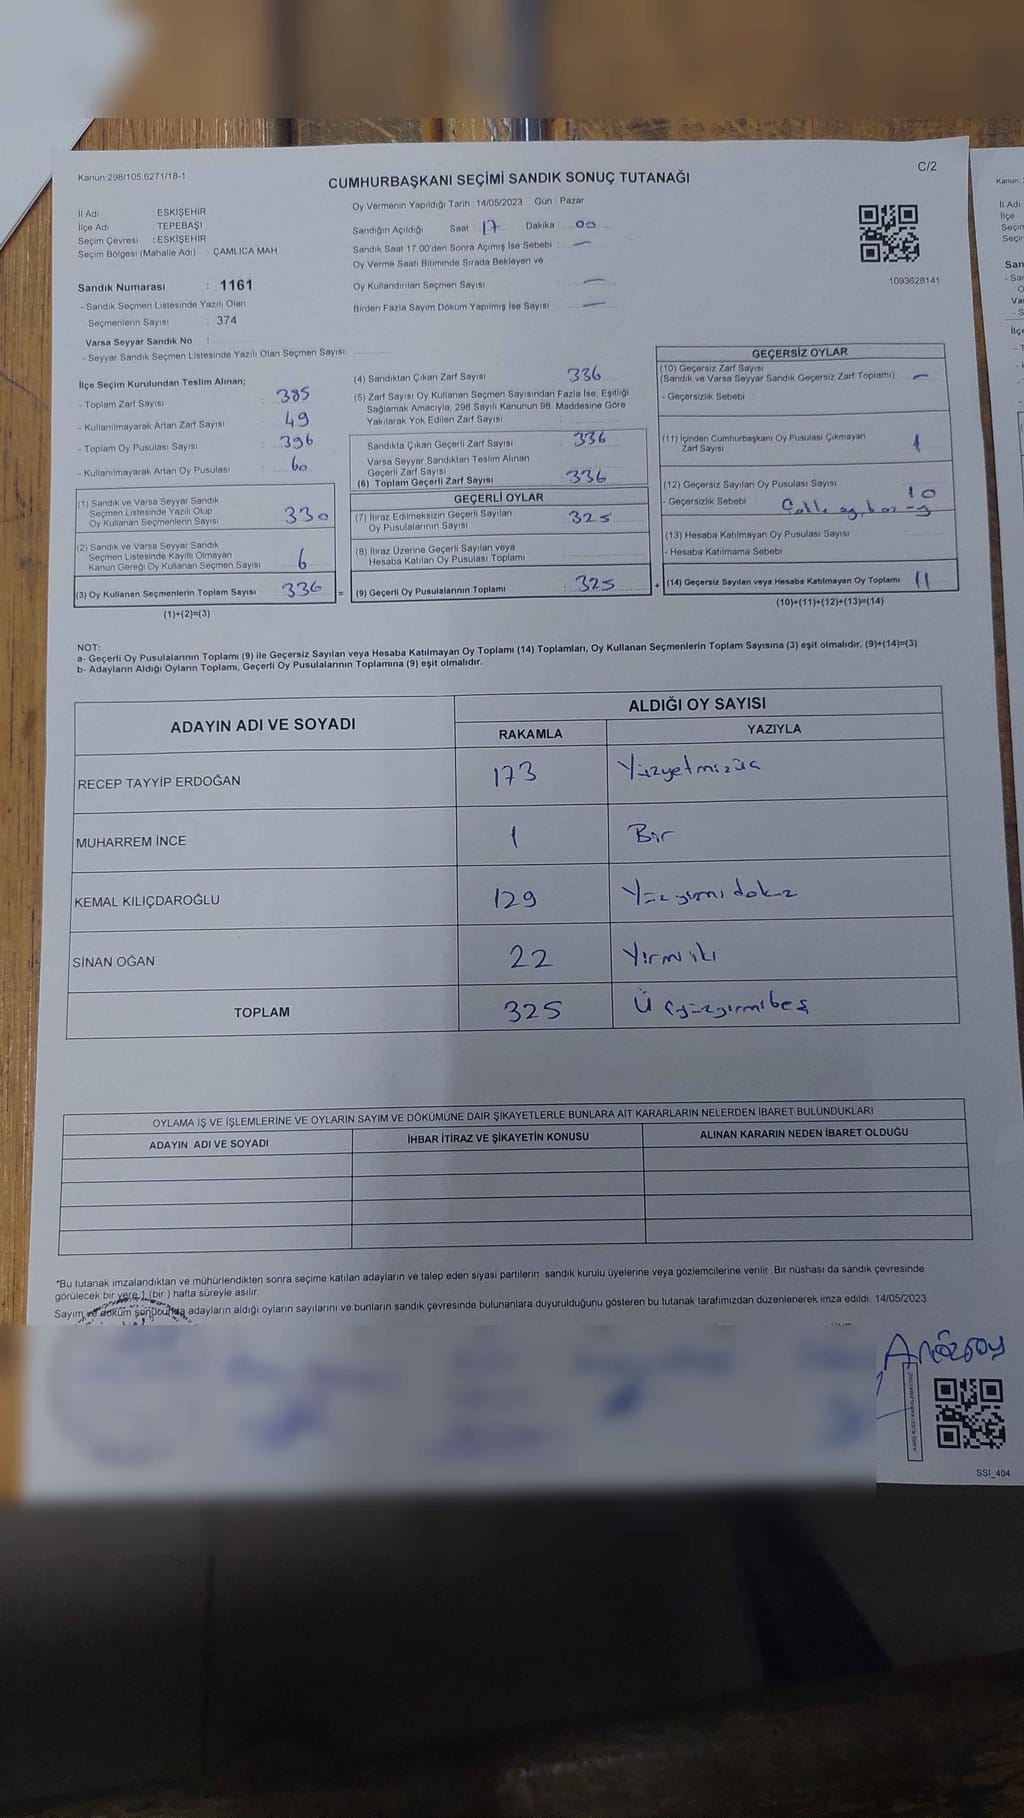 C/2
Kanun:298/105,6271/18-1
CUMHURBAŞKANI SEÇİMİ SANDIK SONUÇ TUTANAĞI
İl Adı : ESKİŞEHİR
İlçe Adı : TEPEBAŞI
Seçim Çevresi : ESKİŞEHİR
Seçim Bölgesi (Mahalle Adı) : ÇAMLICA MAH
Sandık Numarası : 1161
- Sandık Seçmen Listesinde Yazılı Olan
Seçmenlerin Sayısı : 374
Varsa Seyyar Sandık No :
- Seyyar Sandık Seçmen Listesinde Yazılı Olan Seçmen Sayısı:
Oy Vermenin Yapıldığı Tarih : 14/05/2023 Gün : Pazar
Sandığın Açıldığı Saat : 17 Dakika : 00
Sandık Saat 17:00'den Sonra Açılmış İse Sebebi : —
Oy Verme Saati Bitiminde Sırada Bekleyen ve
Oy Kullandırılan Seçmen Sayısı : —
Birden Fazla Sayım Döküm Yapılmış İse Sayısı : —
1093628141
İlçe Seçim Kurulundan Teslim Alınan;
- Toplam Zarf Sayısı : 385
- Kullanılmayarak Artan Zarf Sayısı : 49
- Toplam Oy Pusulası Sayısı : 396
- Kullanılmayarak Artan Oy Pusulası : 60
(1) Sandık ve Varsa Seyyar Sandık
Seçmen Listesinde Yazılı Olup
Oy Kullanan Seçmenlerin Sayısı : 330
(2) Sandık ve Varsa Seyyar Sandık
Seçmen Listesinde Kayıtlı Olmayan
Kanun Gereği Oy Kullanan Seçmen Sayısı : 6
(3) Oy Kullanan Seçmenlerin Toplam Sayısı : 336
(1)+(2)=(3)
=
(4) Sandıktan Çıkan Zarf Sayısı : 336
(5) Zarf Sayısı Oy Kullanan Seçmen Sayısından Fazla İse, Eşitliği
Sağlamak Amacıyla, 298 Sayılı Kanunun 98. Maddesine Göre
Yakılarak Yok Edilen Zarf Sayısı :
Sandıkta Çıkan Geçerli Zarf Sayısı : 336
Varsa Seyyar Sandıktan Teslim Alınan
Geçerli Zarf Sayısı :
(6) Toplam Geçerli Zarf Sayısı : 336
GEÇERLİ OYLAR
(7) İtiraz Edilmeksizin Geçerli Sayılan
Oy Pusulalarının Sayısı : 325
(8) İtiraz Üzerine Geçerli Sayılan veya
Hesaba Katılan Oy Pusulası Toplamı :
(9) Geçerli Oy Pusulalarının Toplamı : 325
+
GEÇERSİZ OYLAR
(10) Geçersiz Zarf Sayısı
(Sandık ve Varsa Seyyar Sandık Geçersiz Zarf Toplamı) : —
- Geçersizlik Sebebi :
(11) İçinden Cumhurbaşkanı Oy Pusulası Çıkmayan
Zarf Sayısı : 1
(12) Geçersiz Sayılan Oy Pusulası Sayısı : 10
- Geçersizlik Sebebi :
(13) Hesaba Katılmayan Oy Pusulası Sayısı
- Hesaba Katılmama Sebebi
(14) Geçersiz Sayılan veya Hesaba Katılmayan Oy Toplamı : 11
(10)+(11)+(12)+(13)=(14)
NOT:
a- Geçerli Oy Pusulalarının Toplamı (9) ile Geçersiz Sayılan veya Hesaba Katılmayan Oy Toplamı (14) Toplamları, Oy Kullanan Seçmenlerin Toplam Sayısına (3) eşit olmalıdır. (9)+(14)=(3)
b- Adayların Aldığı Oyların Toplamı, Geçerli Oy Pusulalarının Toplamına (9) eşit olmalıdır.
ADAYIN ADI VE SOYADI
ALDIĞI OY SAYISI
RAKAMLA YAZIYLA
RECEP TAYYİP ERDOĞAN 173 Yüzyetmişüç
MUHARREM İNCE 1 Bir
KEMAL KILIÇDAROĞLU 129 Yüzyirmidokuz
SİNAN OĞAN 22 Yirmiiki
TOPLAM 325 Üçyüzyirmibeş
OYLAMA İŞ VE İŞLEMLERİNE VE OYLARIN SAYIM VE DÖKÜMÜNE DAİR ŞİKAYETLERLE BUNLARA AİT KARARLARIN NELERDEN İBARET BULUNDUKLARI
ADAYIN ADI VE SOYADI İHBAR İTİRAZ VE ŞİKAYETİN KONUSU ALINAN KARARIN NEDEN İBARET OLDUĞU
*Bu tutanak imzalandıktan ve mühürlendikten sonra seçime katılan adayların ve talep eden siyasi partilerin sandık kurulu üyelerine veya gözlemcilerine verilir. Bir nüshası da sandık çevresinde
görülecek bir yere 1 (bir ) hafta süreyle asılır.
Sayım ve döküm sonucunda adayların aldığı oyların sayılarını ve bunların sandık çevresinde bulunanlara duyurulduğunu gösteren bu tutanak tarafımızdan düzenlenerek imza edildi. 14/05/2023
SSI_404
Kanun:
İl Adı
İlçe
Seçim
Seçim